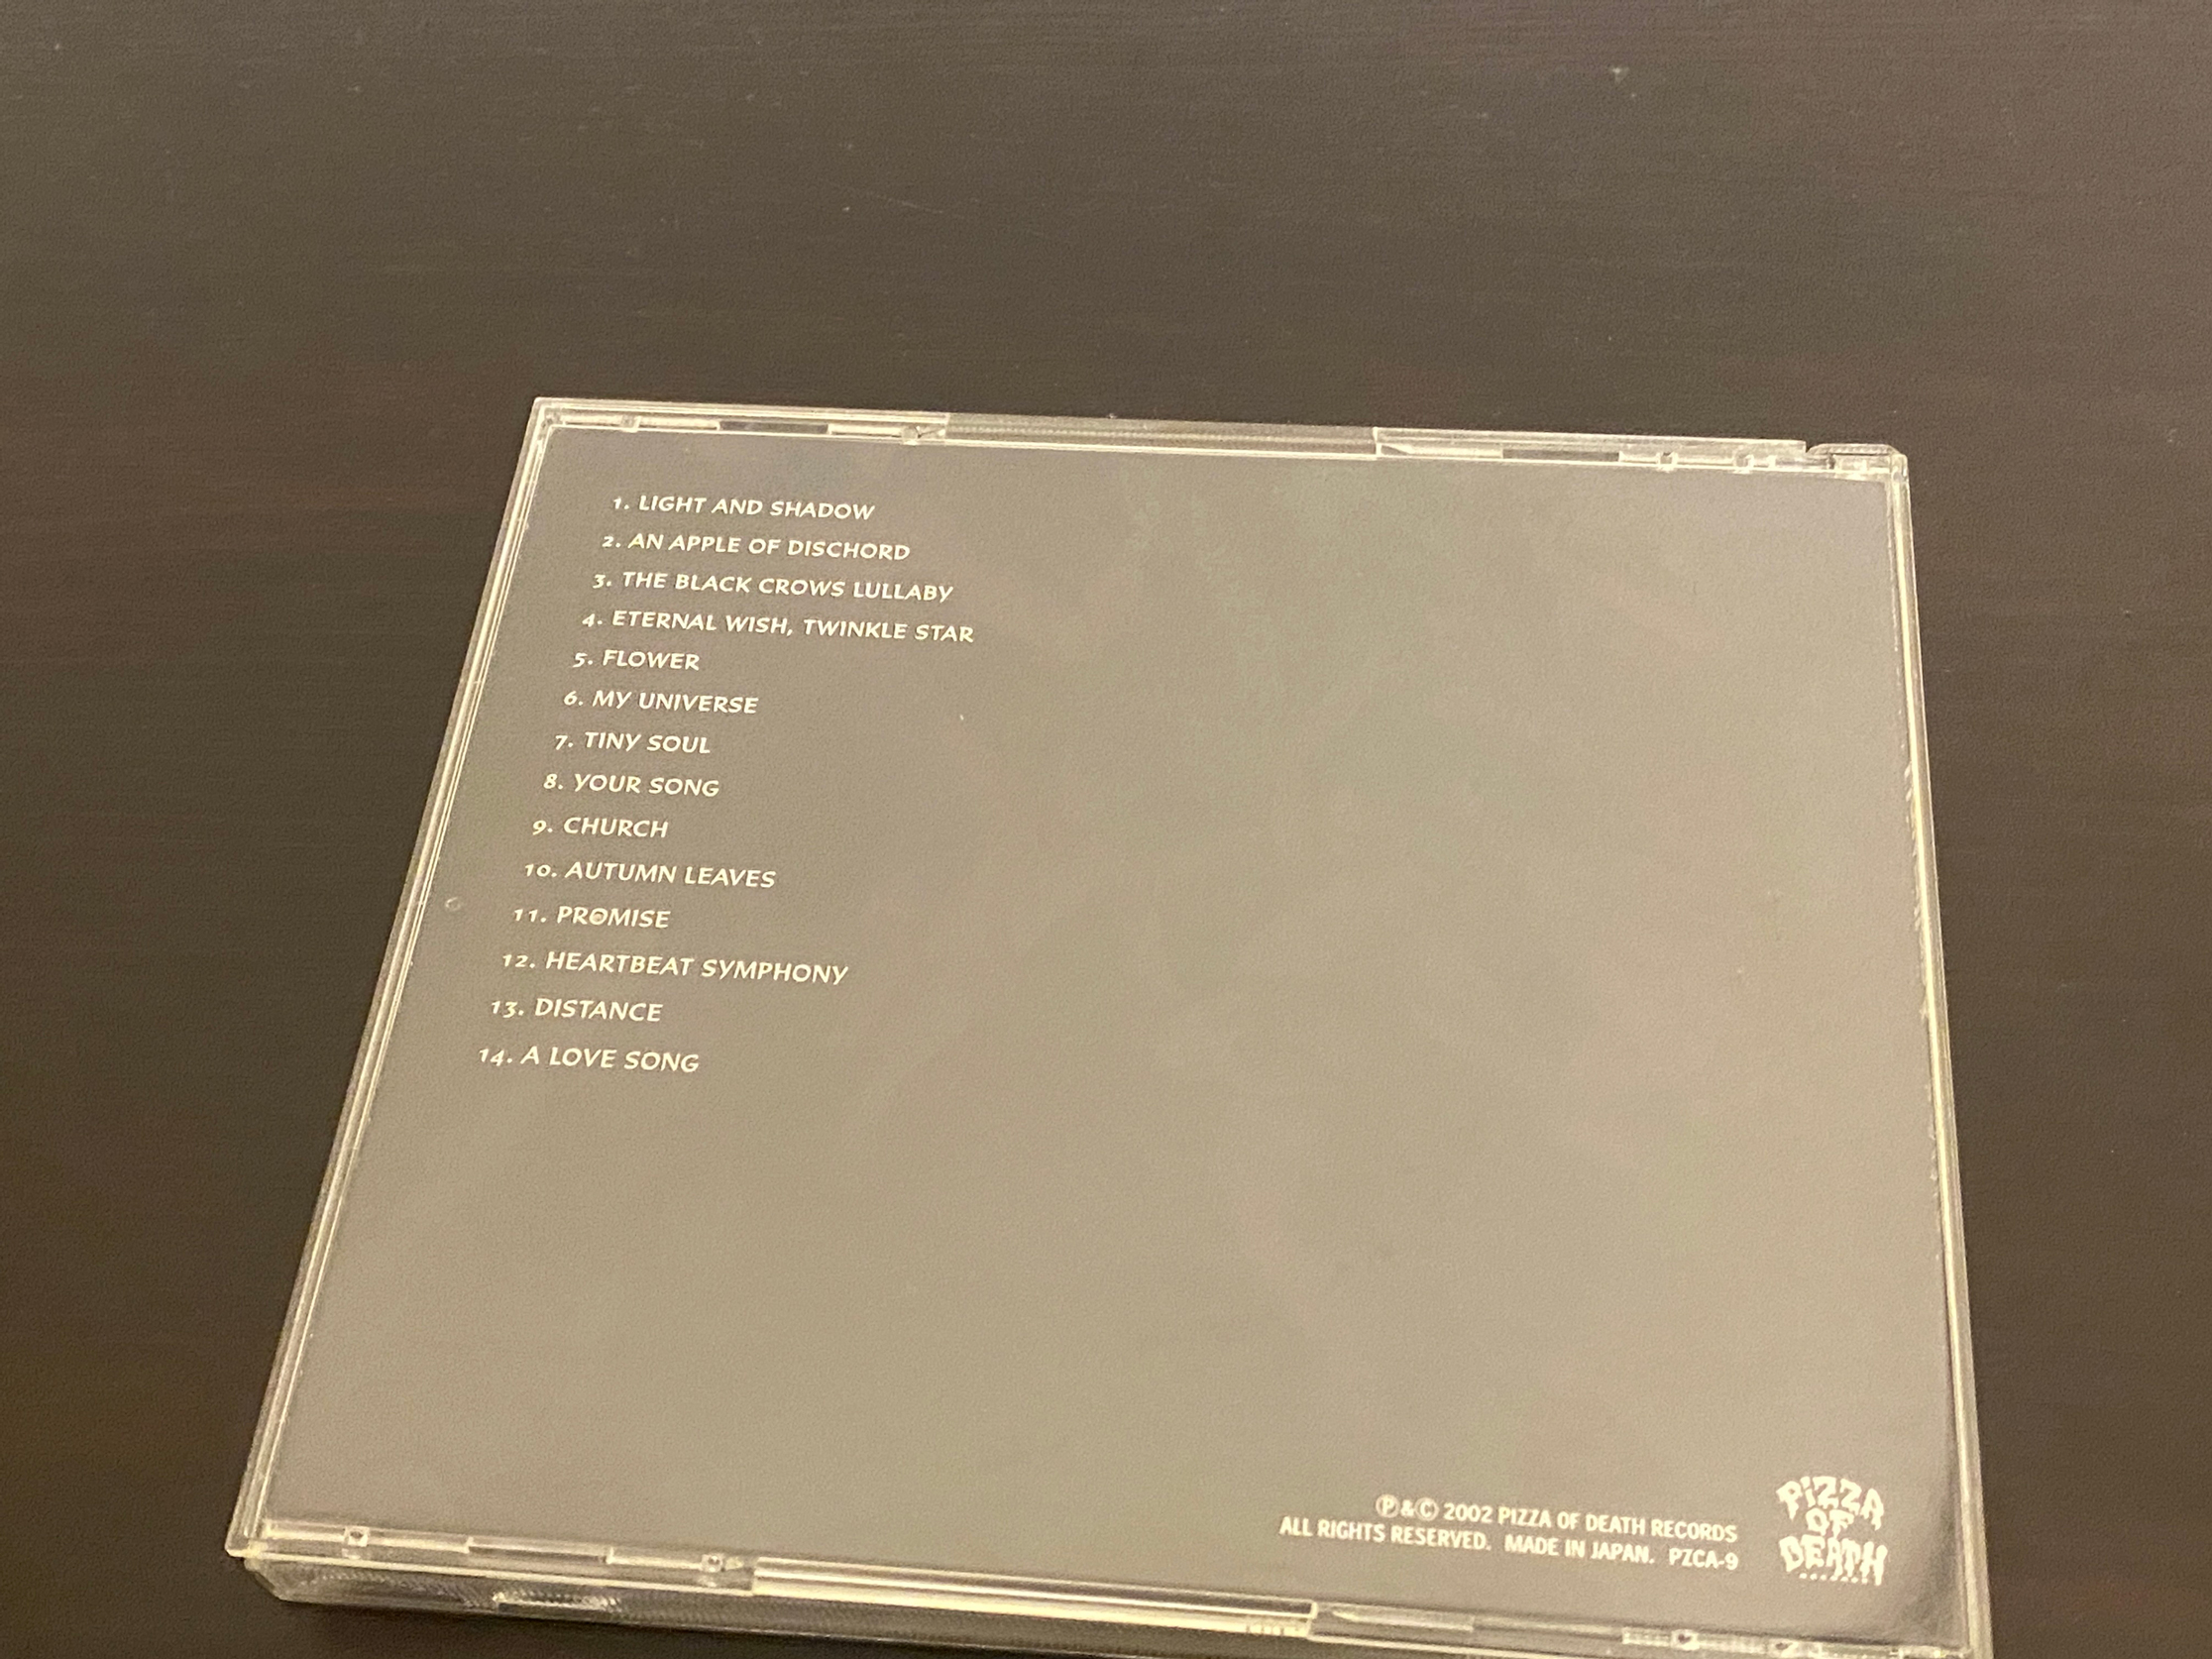 1. LIGHT AND SHADOW
2. AN APPLE OF DISCHORD
3. THE BLACK CROWS LULLABY
4. ETERNAL WISH, TWINKLE STAR
5. FLOWER
6. MY UNIVERSE
7. TINY SOUL
8. YOUR SONG
9. CHURCH
10. AUTUMN LEAVES
11. PROMISE
12. HEARTBEAT SYMPHONY
13. DISTANCE
14. A LOVE SONG
Ⓟ&Ⓒ 2002 PIZZA OF DEATH RECORDS
ALL RIGHTS RESERVED. MADE IN JAPAN. PZCA-9
PIZZA
OF
DEATH